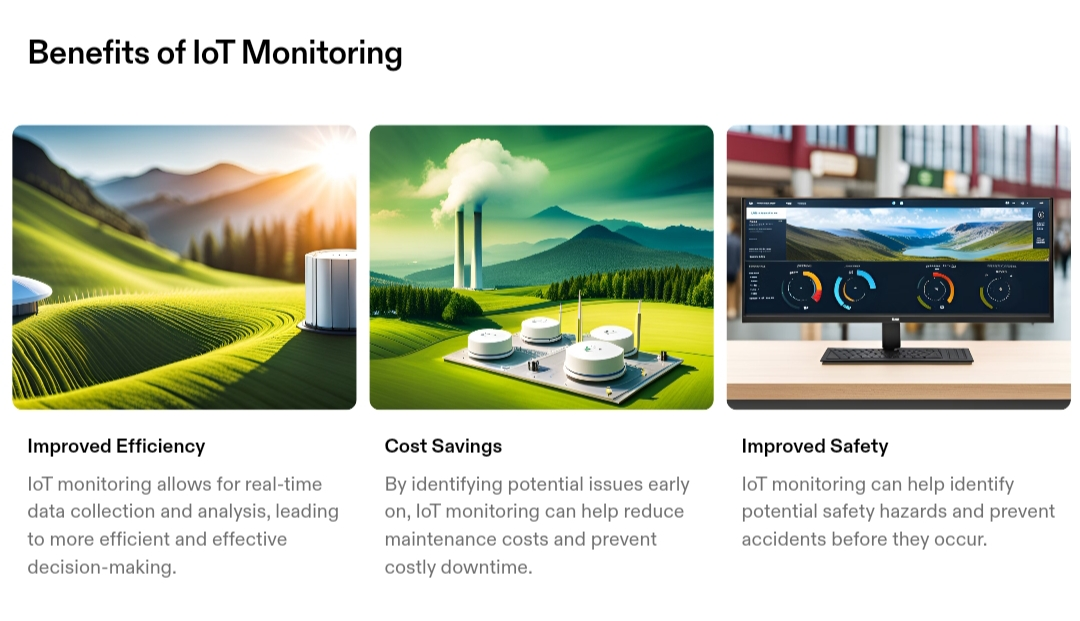 Benefits of IoT Monitoring
Improved Efficiency
IoT monitoring allows for real-time
data collection and analysis, leading
to more efficient and effective
decision-making.
Cost Savings
By identifying potential issues early
on, IoT monitoring can help reduce
maintenance costs and prevent
costly downtime.
Improved Safety
IoT monitoring can help identify
potential safety hazards and prevent
accidents before they occur.